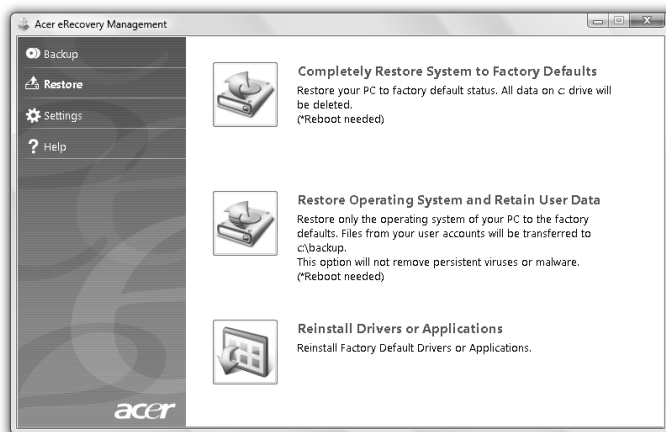 Acer eRecovery Management
Backup
Restore
Settings
Help
Completely Restore System to Factory Defaults
Restore your PC to factory default status. All data on c: drive will
be deleted.
(*Reboot needed)
Restore Operating System and Retain User Data
Restore only the operating system of your PC to the factory
defaults. Files from your user accounts will be transferred to
c:\backup.
This option will not remove persistent viruses or malware.
(*Reboot needed)
Reinstall Drivers or Applications
Reinstall Factory Default Drivers or Applications.
acer